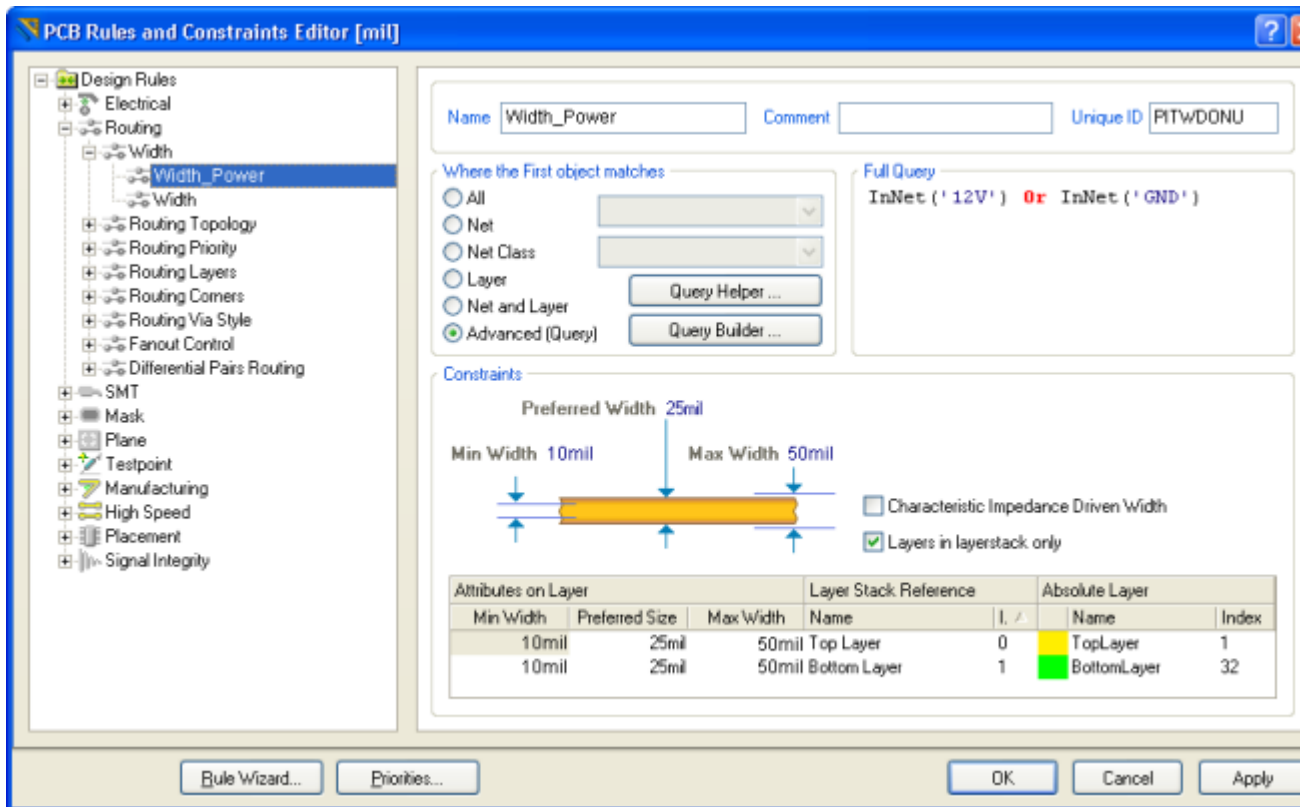 PCB Rules and Constraints Editor [mil]
Design Rules
Electrical
Routing
Width
Width_Power
Width
Routing Topology
Routing Priority
Routing Layers
Routing Corners
Routing Via Style
Fanout Control
Differential Pairs Routing
SMT
Mask
Plane
Testpoint
Manufacturing
High Speed
Placement
Signal Integrity
Name Width_Power Comment Unique ID PITWDONU
Where the First object matches
All
Net
Net Class
Layer
Net and Layer
Advanced (Query)
Query Helper ...
Query Builder ...
Full Query
InNet('12V') Or InNet('GND')
Constraints
Preferred Width 25mil
Min Width 10mil Max Width 50mil
Characteristic Impedance Driven Width
Layers in layerstack only
Attributes on Layer Layer Stack Reference Absolute Layer
Min Width Preferred Size Max Width Name I. Name Index
10mil 25mil 50mil Top Layer 0 TopLayer 1
10mil 25mil 50mil Bottom Layer 1 BottomLayer 32
Rule Wizard... Priorities... OK Cancel Apply